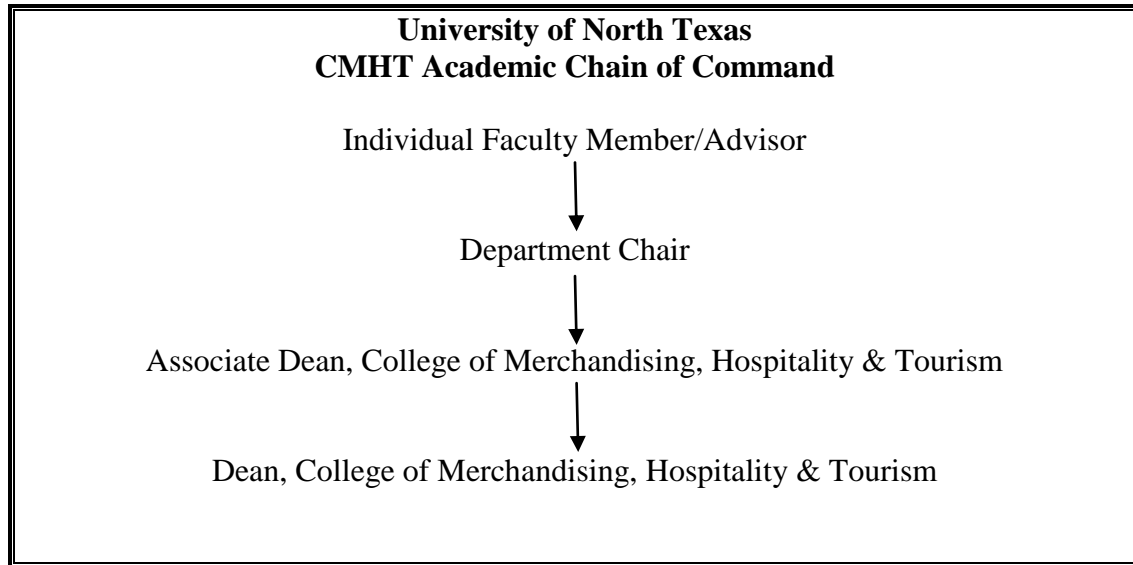 University of North Texas
CMHT Academic Chain of Command
Individual Faculty Member/Advisor
Department Chair
Associate Dean, College of Merchandising, Hospitality & Tourism
Dean, College of Merchandising, Hospitality & Tourism